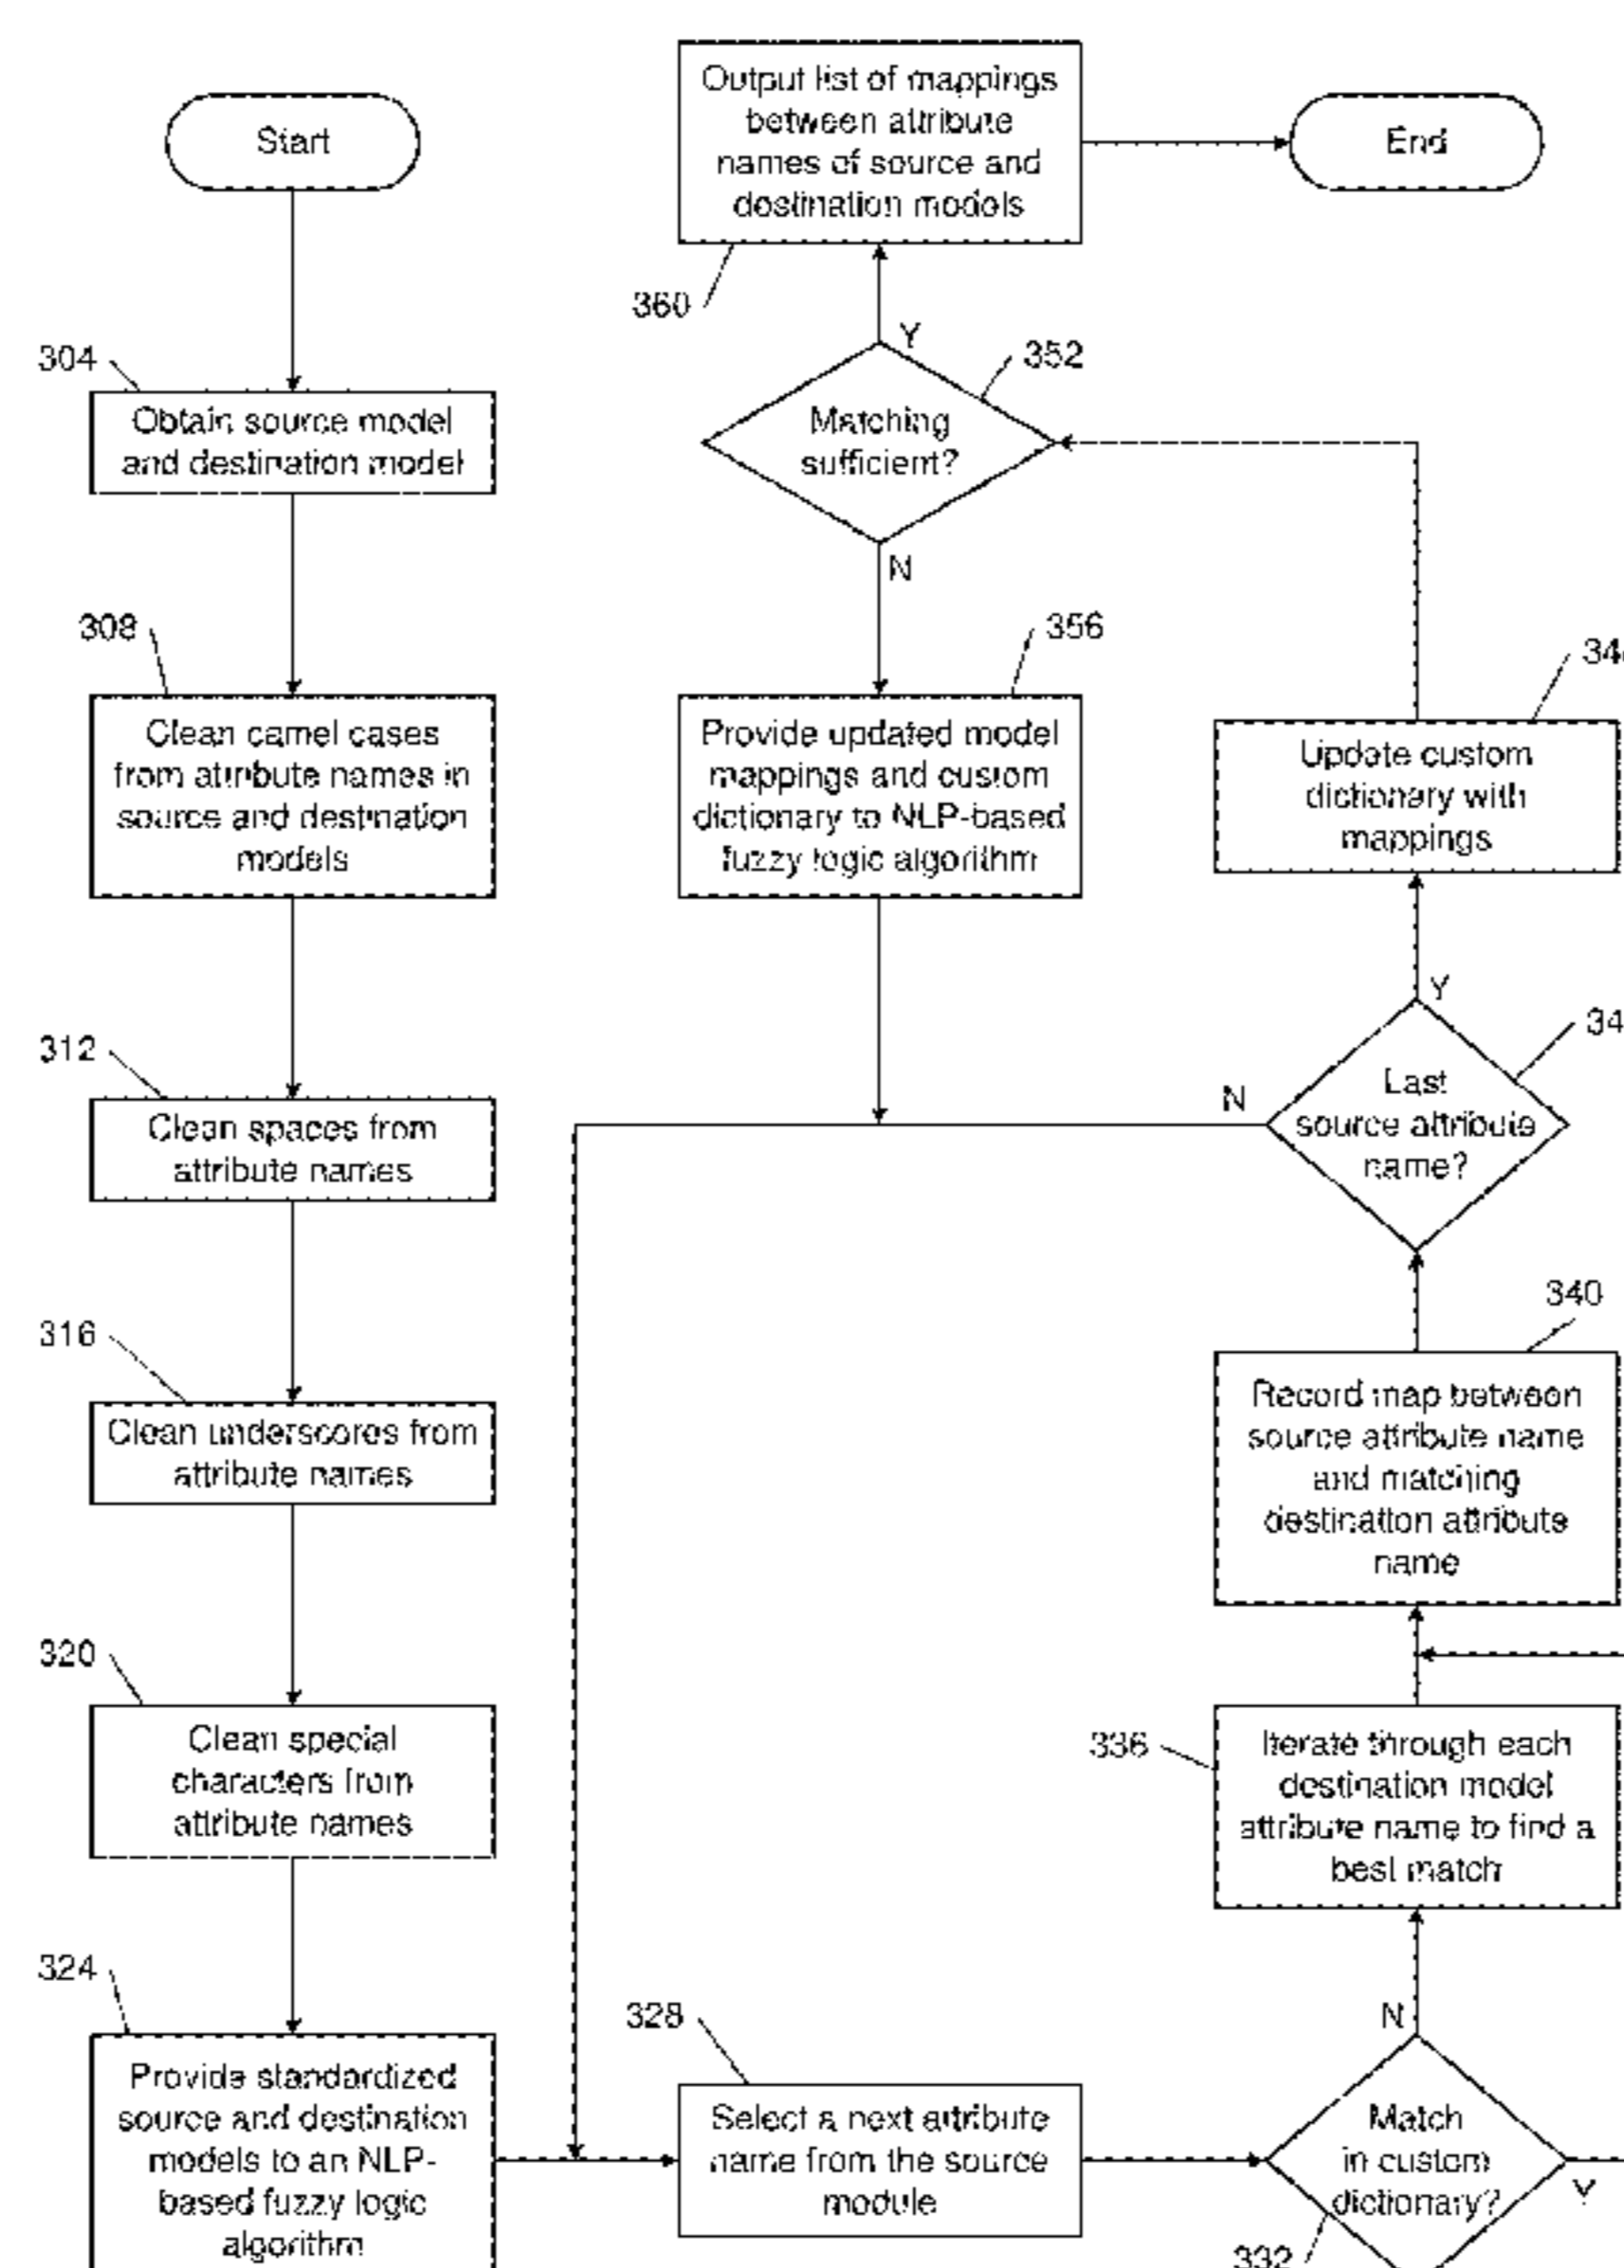 Start
304
Obtain source model
and destination model
308
Clean camel cases
from attribute names in
source and destination
models
312
Clean spaces from
attribute names
316
Clean underscores from
attribute names
320
Clean special
characters from
attribute names
324
Provide standardized
source and destination
models to an NLP-
based fuzzy logic
algorithm
328
Select a next attribute
name from the source
module
Match
in custom
dictionary?
332
N
Y
336
Iterate through each
destination model
attribute name to find a
best match
340
Record map between
source attribute name
and matching
destination attribute
name
34
Last
source attribute
name?
N
Y
Update custom
dictionary with
mappings
352
Matching
sufficient?
Y
N
356
Provide updated model
mappings and custom
dictionary to NLP-based
fuzzy logic algorithm
360
Output list of mappings
between attribute
names of source and
destination models
End